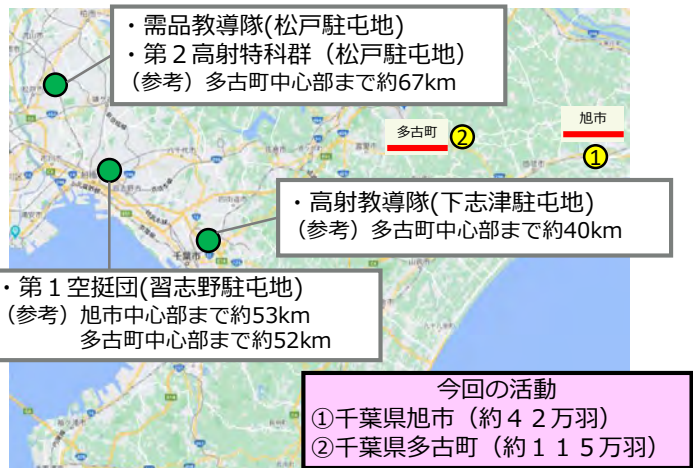 ・需品教導隊(松戸駐屯地)
・第２高射特科群（松戸駐屯地）
（参考）多古町中心部まで約67km
多古町
②
旭市
①
・高射教導隊(下志津駐屯地)
（参考）多古町中心部まで約40km
千葉市
・第１空挺団(習志野駐屯地)
（参考）旭市中心部まで約53km
多古町中心部まで約52km
今回の活動
①千葉県旭市（約４２万羽）
②千葉県多古町（約１１５万羽）